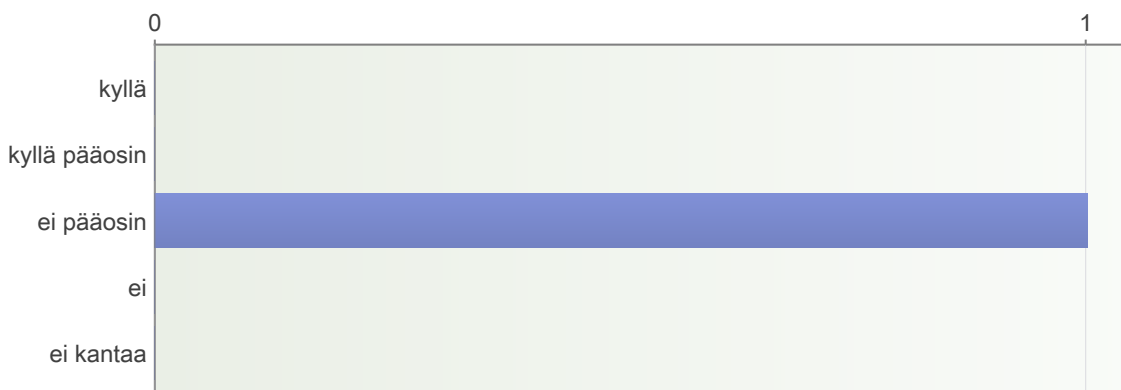 0 1
kyllä
kyllä pääosin
ei pääosin
ei
ei kantaa